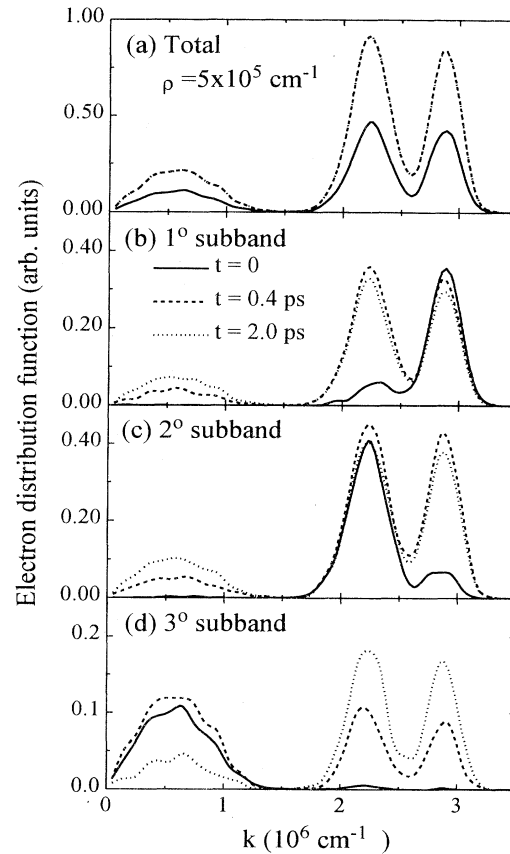 1.00
(a) Total
ρ =5x10⁵ cm⁻¹
0.50
0.00
(b) 1° subband
0.40
t = 0
t = 0.4 ps
0.20
t = 2.0 ps
0.00
(c) 2° subband
0.40
0.20
0.00
(d) 3° subband
0.2
0.1
0.0
0 1 2 3
k (10⁶ cm⁻¹)
Electron distribution function (arb. units)